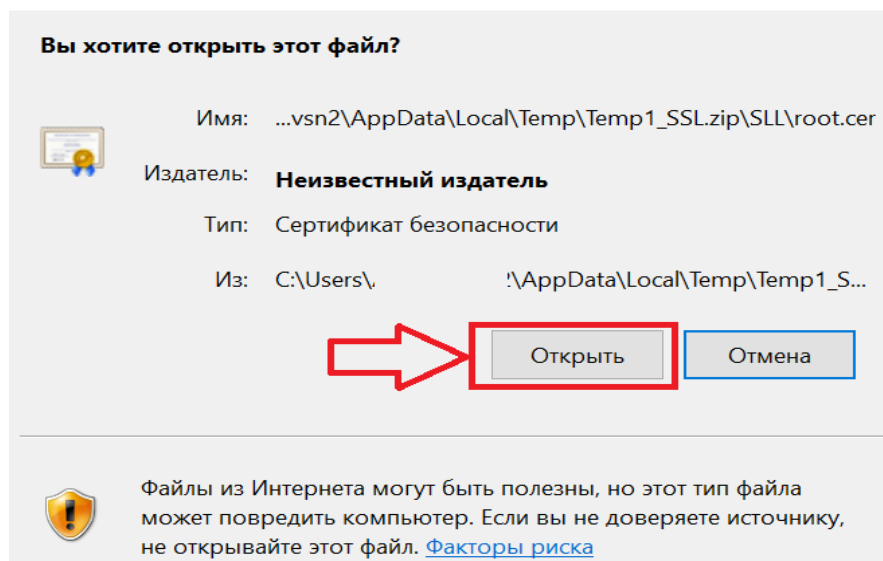 Вы хотите открыть этот файл?
Имя: ...vsn2\AppData\Local\Temp\Temp1_SSL.zip\SLL\root.cer
Издатель: Неизвестный издатель
Тип: Сертификат безопасности
Из: C:\Users\ \AppData\Local\Temp\Temp1_S...
Открыть Отмена
Файлы из Интернета могут быть полезны, но этот тип файла
может повредить компьютер. Если вы не доверяете источнику,
не открывайте этот файл. Факторы риска